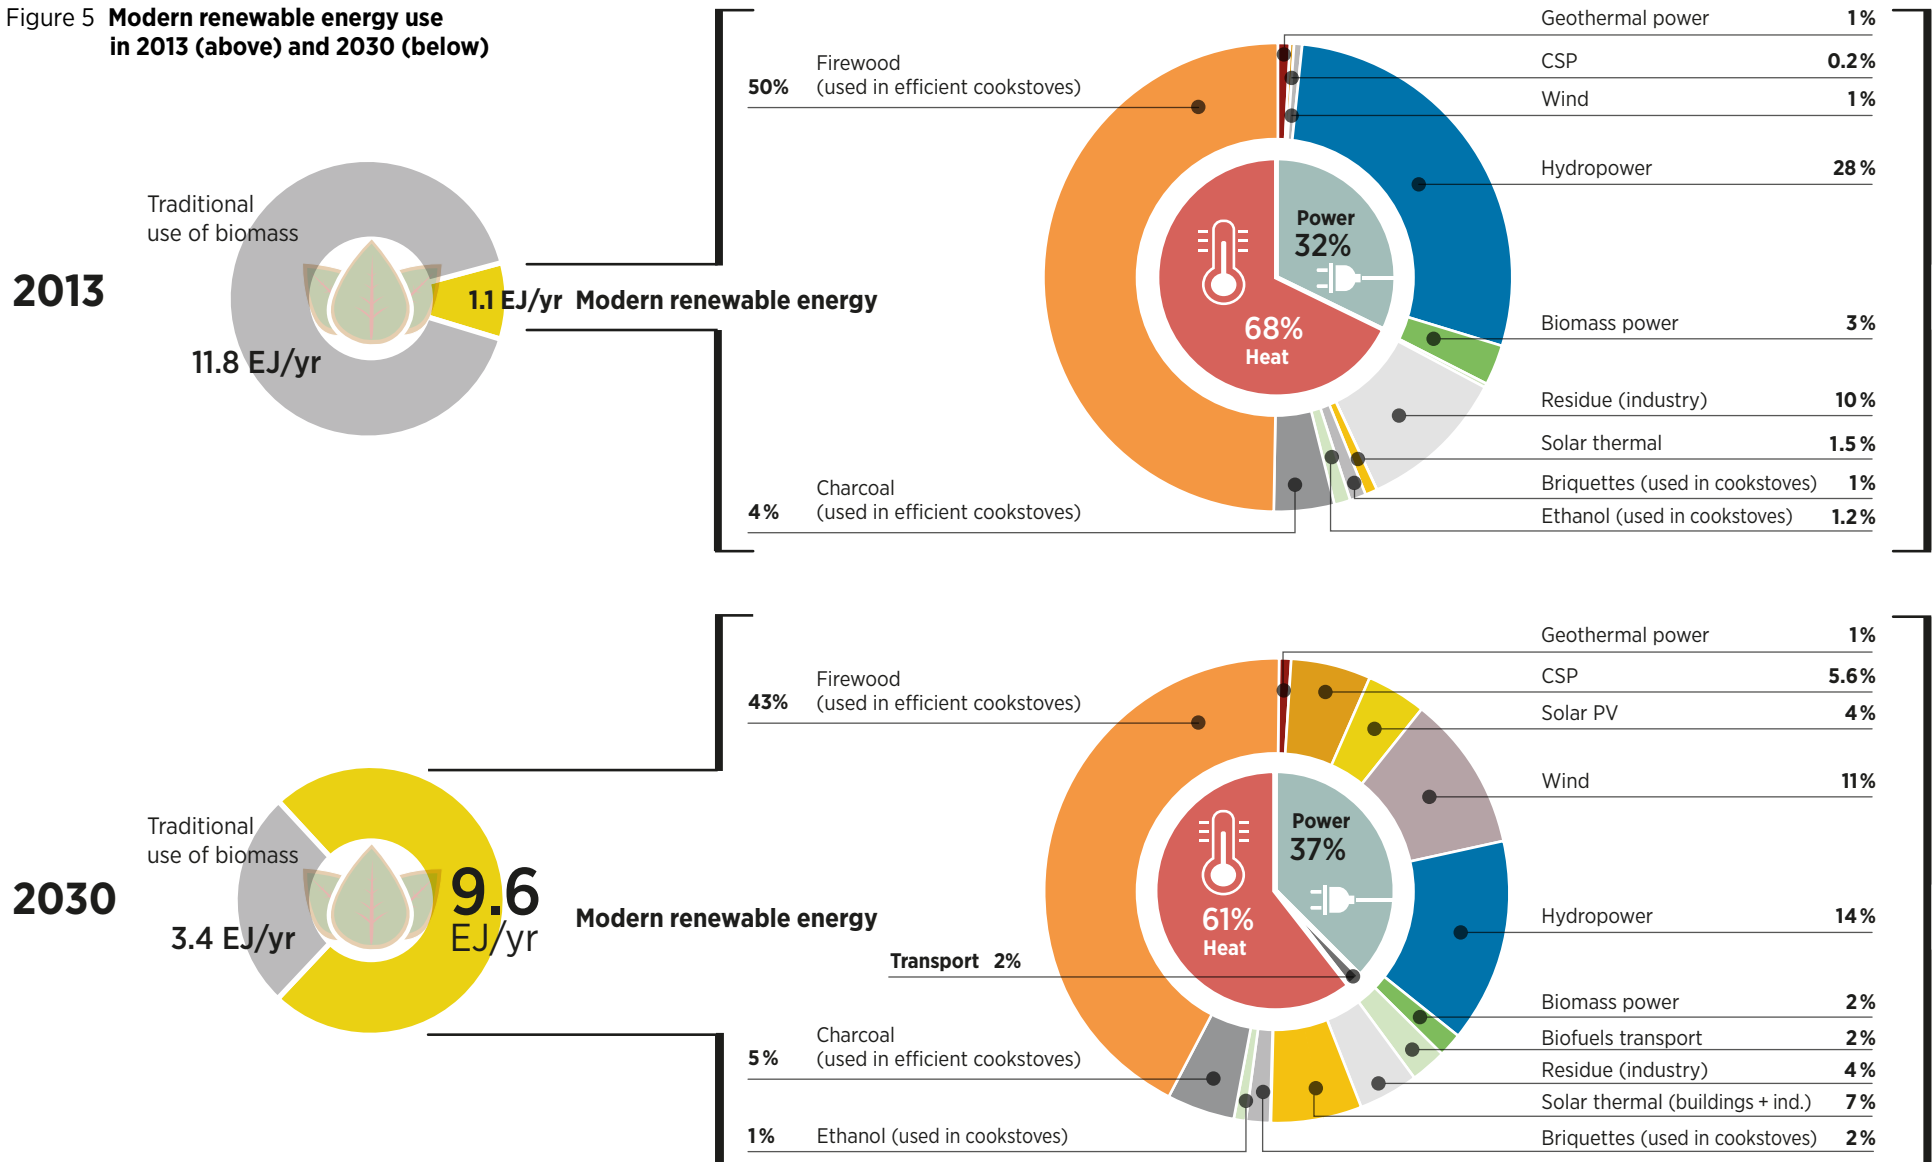 Figure 5 Modern renewable energy use
in 2013 (above) and 2030 (below)
2013
Traditional
use of biomass
11.8 EJ/yr
1.1 EJ/yr Modern renewable energy
50% Firewood
(used in efficient cookstoves)
4% Charcoal
(used in efficient cookstoves)
Power
32%
68%
Heat
Geothermal power 1%
CSP 0.2%
Wind 1%
Hydropower 28%
Biomass power 3%
Residue (industry) 10%
Solar thermal 1.5%
Briquettes (used in cookstoves) 1%
Ethanol (used in cookstoves) 1.2%
2030
Traditional
use of biomass
3.4 EJ/yr
9.6
EJ/yr
Modern renewable energy
43% Firewood
(used in efficient cookstoves)
Transport 2%
5% Charcoal
(used in efficient cookstoves)
1% Ethanol (used in cookstoves)
Power
37%
61%
Heat
Geothermal power 1%
CSP 5.6%
Solar PV 4%
Wind 11%
Hydropower 14%
Biomass power 2%
Biofuels transport 2%
Residue (industry) 4%
Solar thermal (buildings + ind.) 7%
Briquettes (used in cookstoves) 2%